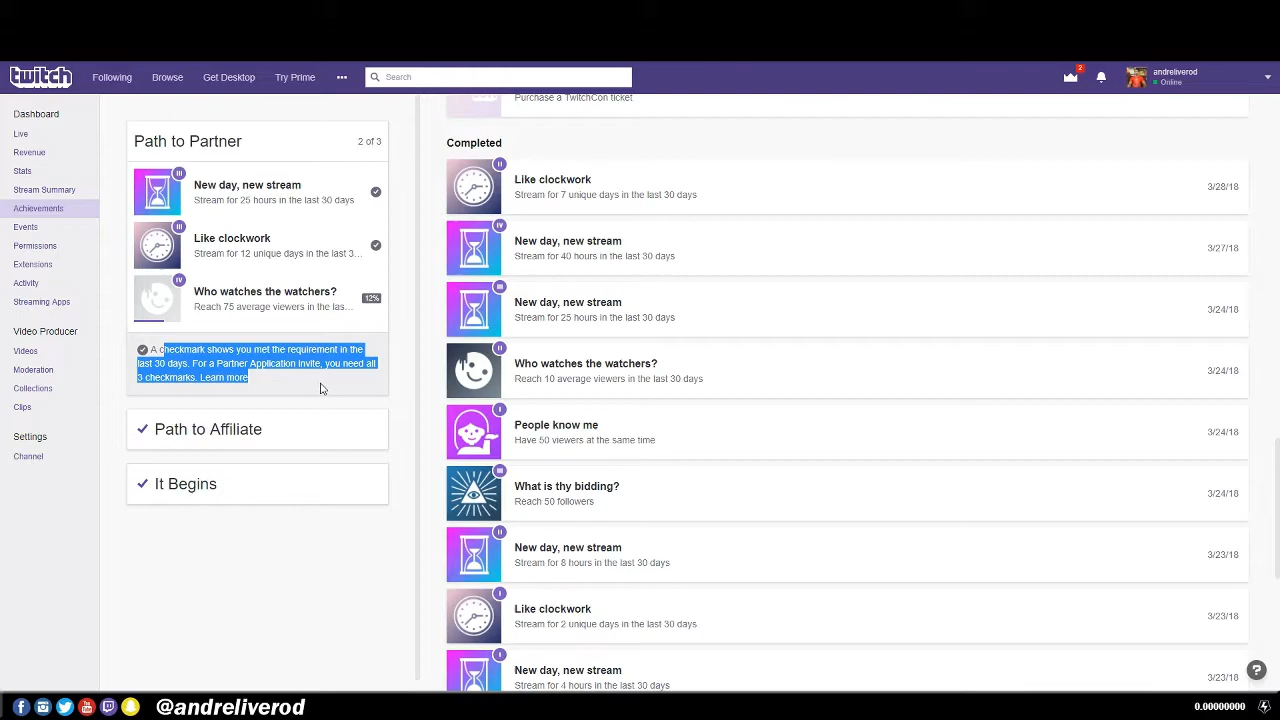 twitch
Following
Browse
Get Desktop
Try Prime
Search
2
andreliverod
Online
Dashboard
Live
Revenue
Stats
Stream Summary
Achievements
Events
Permissions
Extensions
Activity
Streaming Apps
Video Producer
Videos
Moderation
Collections
Clips
Settings
Channel
Path to Partner
2 of 3
III
New day, new stream
Stream for 25 hours in the last 30 days
III
Like clockwork
Stream for 12 unique days in the last 3...
IV
Who watches the watchers?
Reach 75 average viewers in the las...
12%
A checkmark shows you met the requirement in the
last 30 days. For a Partner Application Invite, you need all
3 checkmarks. Learn more
Path to Affiliate
It Begins
Purchase a TwitchCon ticket
Completed
II
Like clockwork
Stream for 7 unique days in the last 30 days
3/28/18
IV
New day, new stream
Stream for 40 hours in the last 30 days
3/27/18
III
New day, new stream
Stream for 25 hours in the last 30 days
3/24/18
II
Who watches the watchers?
Reach 10 average viewers in the last 30 days
3/24/18
I
People know me
Have 50 viewers at the same time
3/24/18
III
What is thy bidding?
Reach 50 followers
3/24/18
II
New day, new stream
Stream for 8 hours in the last 30 days
3/23/18
I
Like clockwork
Stream for 2 unique days in the last 30 days
3/23/18
I
New day, new stream
Stream for 4 hours in the last 30 days
3/23/18
?
@andreliverod
0.00000000